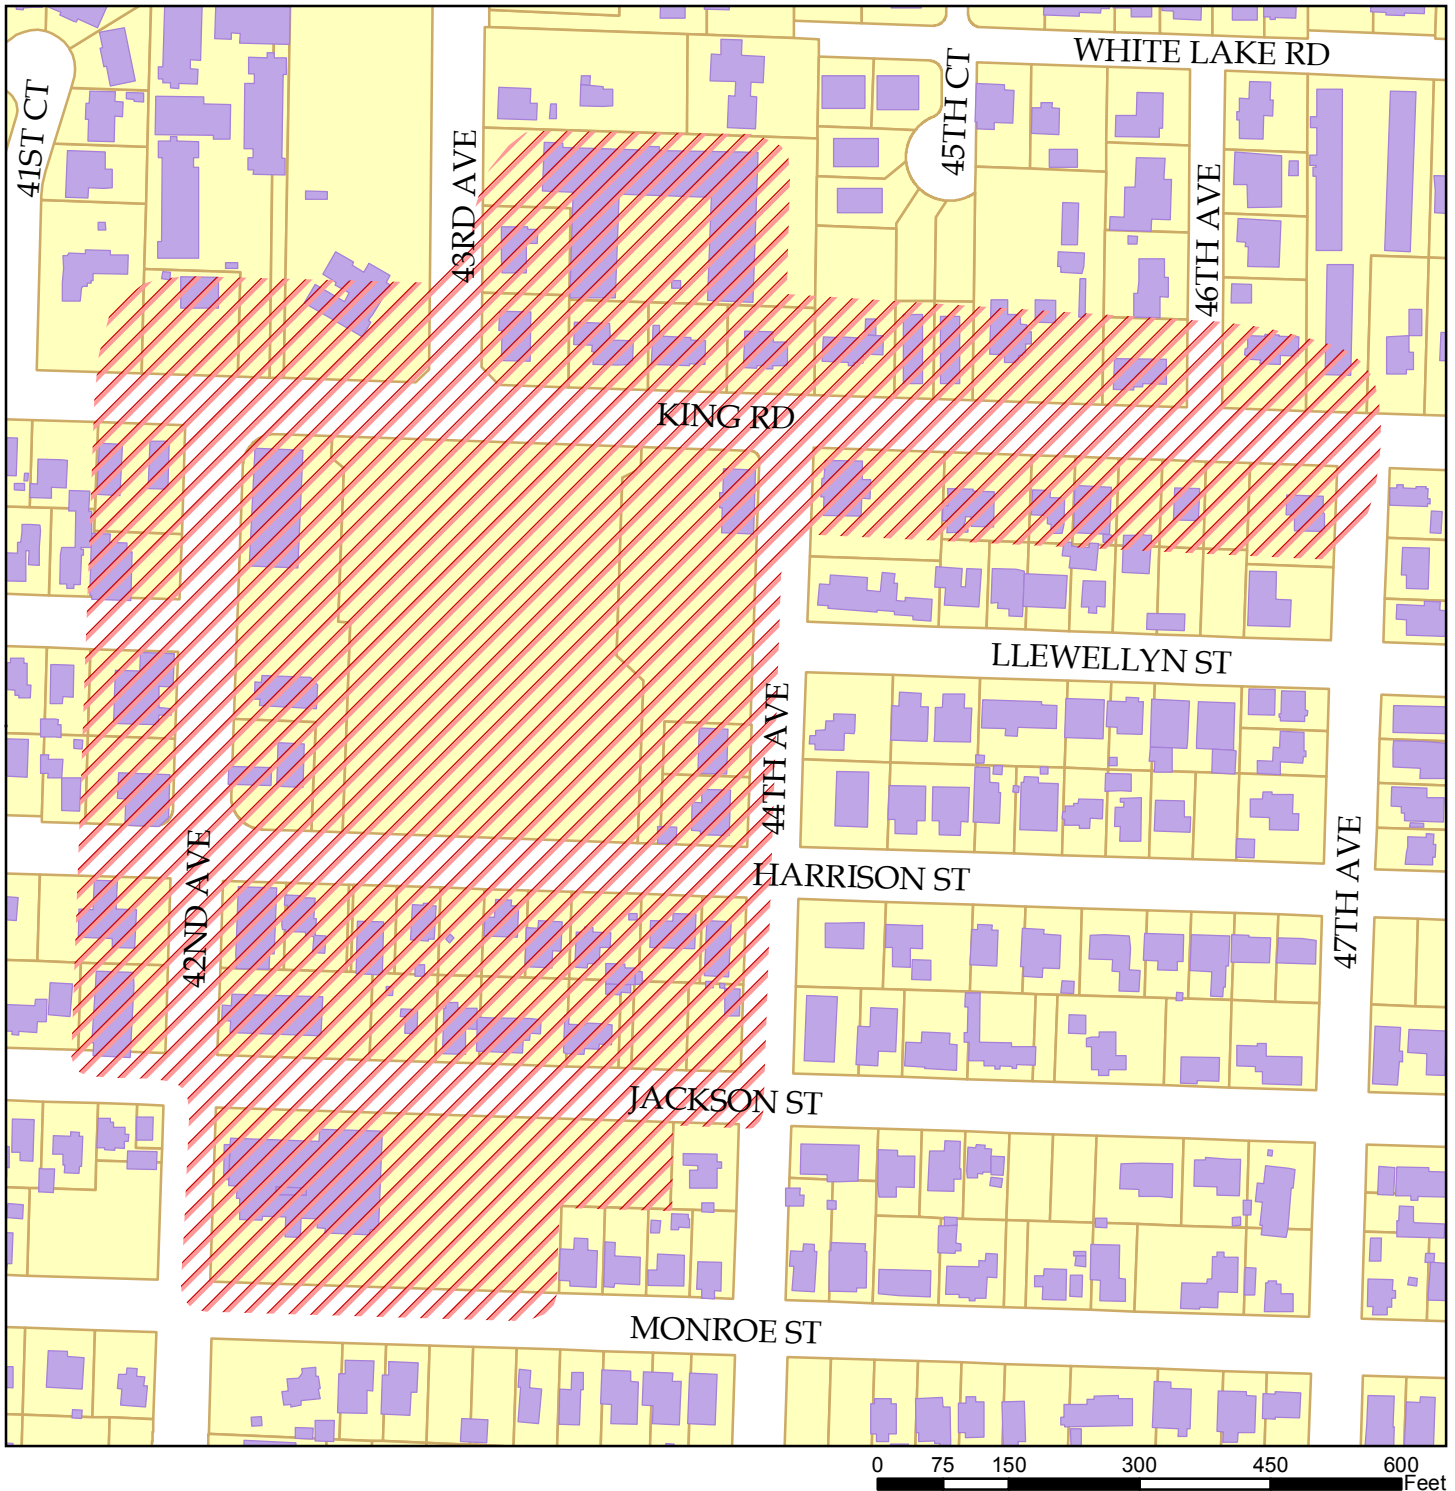 WHITE LAKE RD
41ST CT
45TH CT
43RD AVE
46TH AVE
KING RD
LLEWELLYN ST
44TH AVE
42ND AVE
HARRISON ST
47TH AVE
JACKSON ST
MONROE ST
0 75 150 300 450 600
Feet